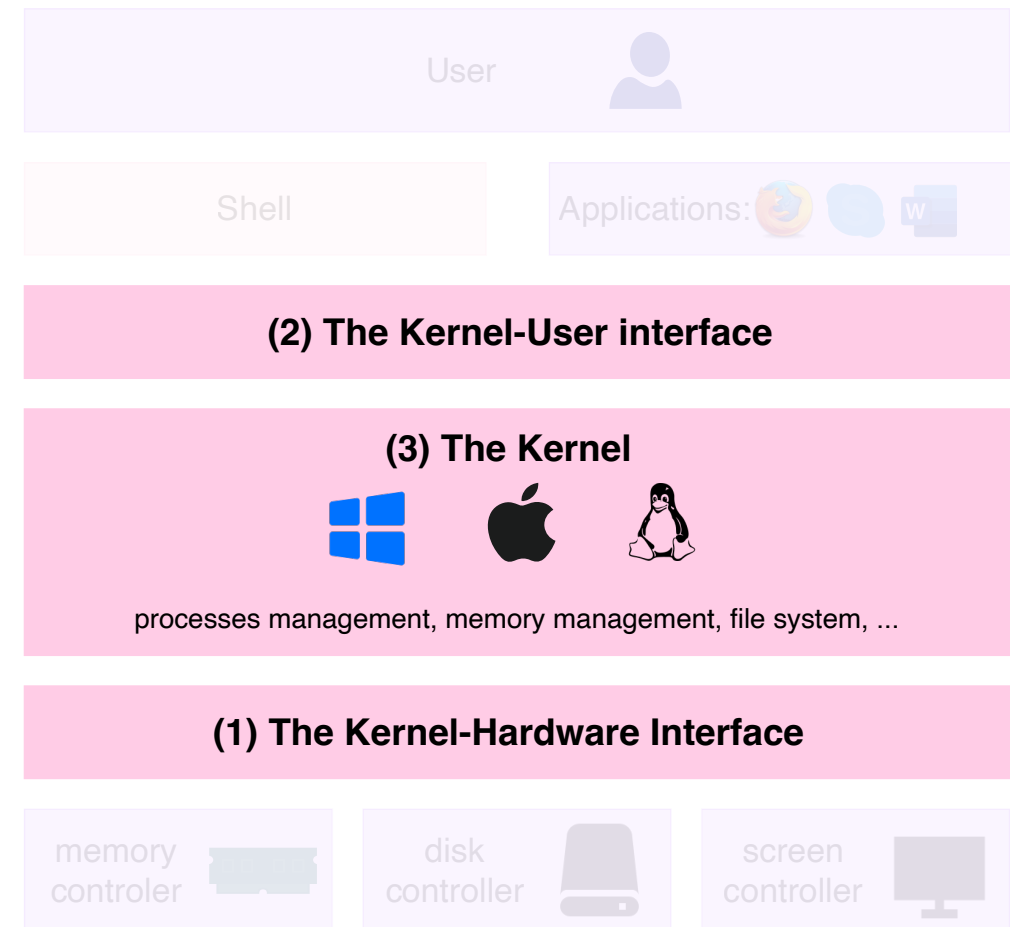 User
Shell
Applications:
W
(2) The Kernel-User interface
(3) The Kernel
processes management, memory management, file system, ...
(1) The Kernel-Hardware Interface
memory
controler
disk
controller
screen
controller